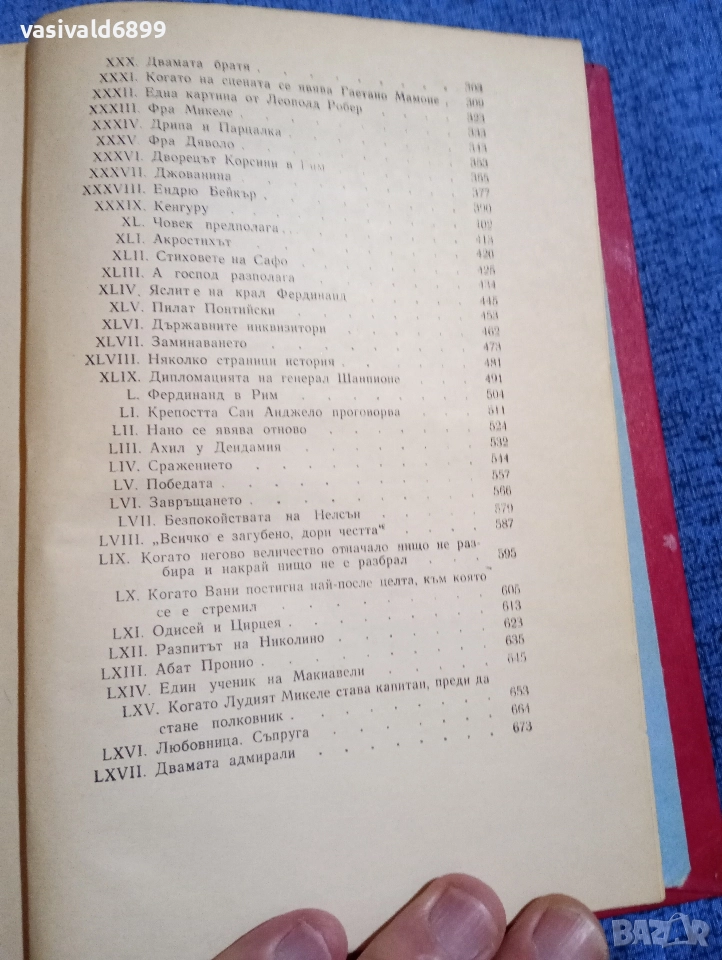 vasivald6899
XXX. Двамата братя . . . . . . . 304
XXXI. Когато на сцената се явява Гаетано Мамоне . 309
XXXII. Една картина от Леополд Робер . . . . 323
XXXIII. Фра Микеле . . . . . . . 333
XXXIV. Дрипа и Парцалка . . . . . . 343
XXXV. Фра Дяволо . . . . . . . 353
XXXVI. Дворецът Корсини в Рим . . . . . 365
XXXVII. Джованина . . . . . . . 377
XXXVIII. Ендрю Бейкър . . . . . . . 390
XXXIX. Кенгуру . . . . . . . 402
XL. Човек предполага . . . . . . . 413
XLI. Акростихът . . . . . . . 420
XLII. Стиховете на Сафо . . . . . . 425
XLIII. А господ разполага . . . . . . 434
XLIV. Яслите на крал Фердинанд . . . . . 445
XLV. Пилат Понтийски . . . . . . 453
XLVI. Държавните инквизитори . . . . . 462
XLVII. Заминаването . . . . . . . 473
XLVIII. Няколко страници история . . . . . 481
XLIX. Дипломацията на генерал Шанпионе . . . 491
L. Фердинанд в Рим . . . . . . 504
LI. Крепостта Сан Анджело проговорва . . . 511
LII. Нано се явява отново . . . . . 524
LIII. Ахил у Дендамия . . . . . . 532
LIV. Сражението . . . . . . . 544
LV. Победата . . . . . . . 557
LVI. Завръщането . . . . . . . 566
LVII. Безпокойствата на Нелсън . . . . . 579
LVIII. „Всичко е загубено, дори честта“ . . . . 587
LIX. Когато негово величество отначало нищо не раз-
бира и накрай нищо не е разбрал . . . . 595
LX. Когато Вани постигна най-после целта, към която
се е стремил . . . . . . . 605
LXI. Одисей и Цирцея . . . . . . 613
LXII. Разпитът на Николино . . . . . 623
LXIII. Абат Пронио . . . . . . . 635
LXIV. Един ученик на Макиавели . . . . . 645
LXV. Когато Лудият Микеле става капитан, преди да
стане полковник . . . . . . . 653
LXVI. Любовница. Съпруга . . . . . . 664
LXVII. Двамата адмирали . . . . . . 673
BAZAR